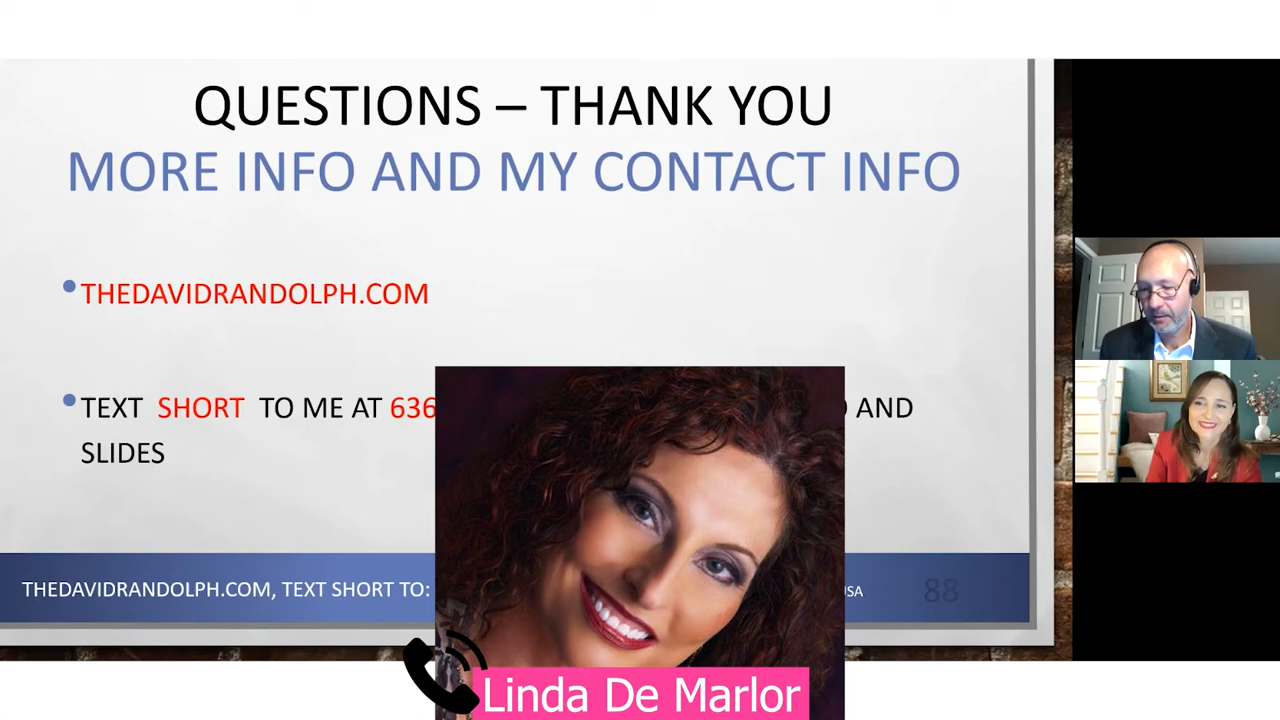 QUESTIONS – THANK YOU
MORE INFO AND MY CONTACT INFO
THEDAVIDRANDOLPH.COM
TEXT SHORT TO ME AT 636
AND
SLIDES
THEDAVIDRANDOLPH.COM, TEXT SHORT TO:
USA
88
Linda De Marlor